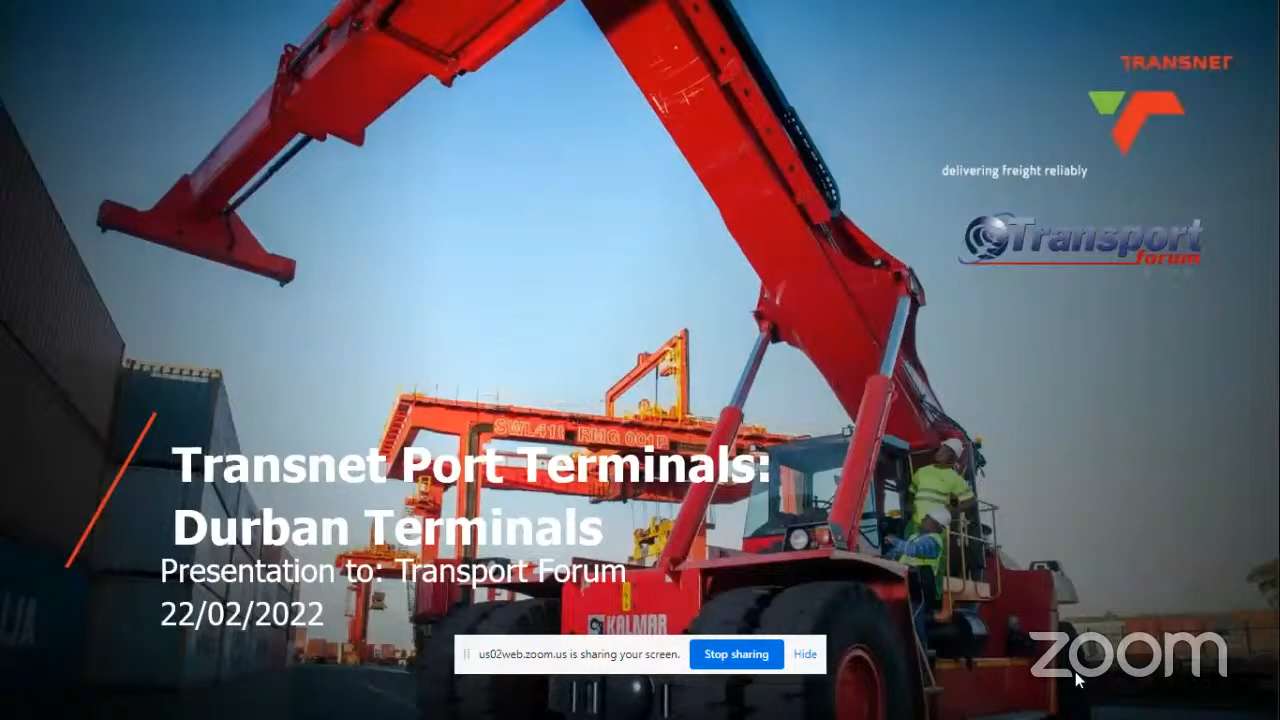 TRANSNET
delivering freight reliably
Transport
forum
SWL41t RMG 001P
Transnet Port Terminals:
Durban Terminals
Presentation to: Transport Forum
22/02/2022
KALMAR
us02web.zoom.us is sharing your screen. Stop sharing Hide
zoom